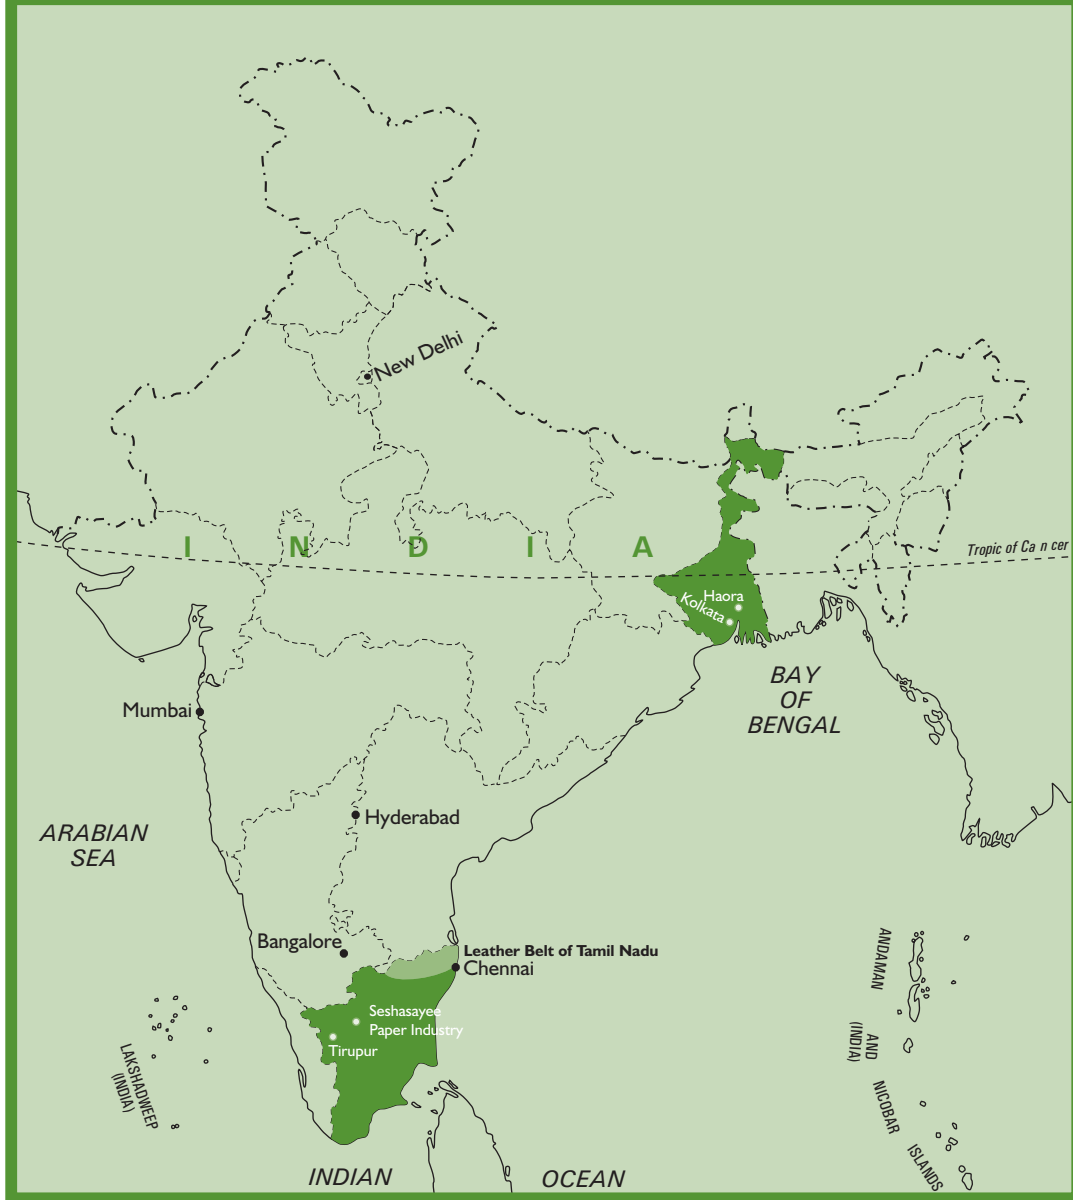 New Delhi
I N D I A
Tropic of Ca n cer
Haora
Kolkata
BAY
OF
BENGAL
Mumbai
Hyderabad
ARABIAN
SEA
Bangalore
Leather Belt of Tamil Nadu
Chennai
Seshasayee
Paper Industry
Tirupur
LAKSHADWEEP
(INDIA)
ANDAMAN
AND
(INDIA)
NICOBAR
ISLANDS
INDIAN OCEAN